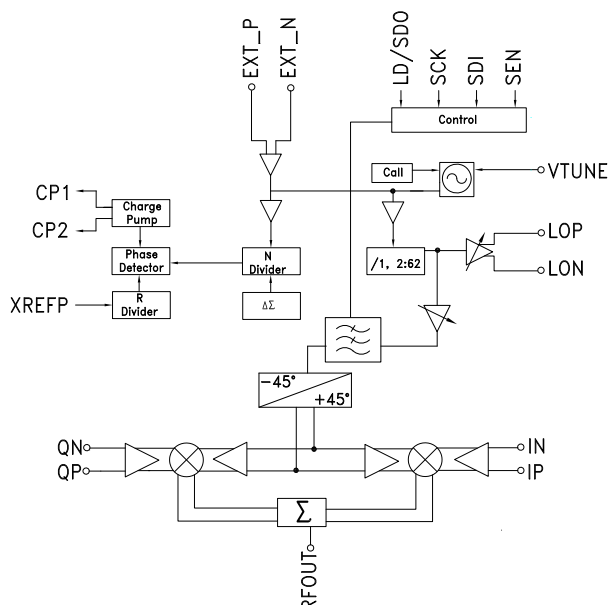 EXT_P
EXT_N
LD/SDO
SCK
SDI
SEN
Control
Call
VTUNE
CP1
CP2
Charge
Pump
Phase
Detector
N
Divider
/1, 2:62
LOP
LON
XREFP
R
Divider
ΔΣ
-45°
+45°
QN
QP
IN
IP
Σ
RFOUT